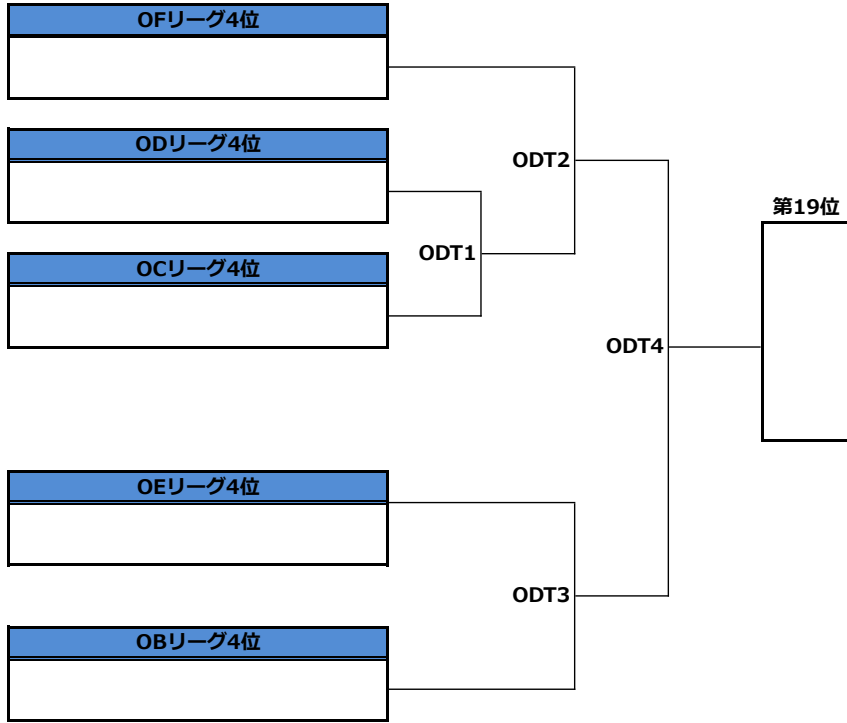 OFリーグ4位
ODリーグ4位
ODT2
第19位
OCリーグ4位
ODT1
ODT4
OEリーグ4位
ODT3
OBリーグ4位